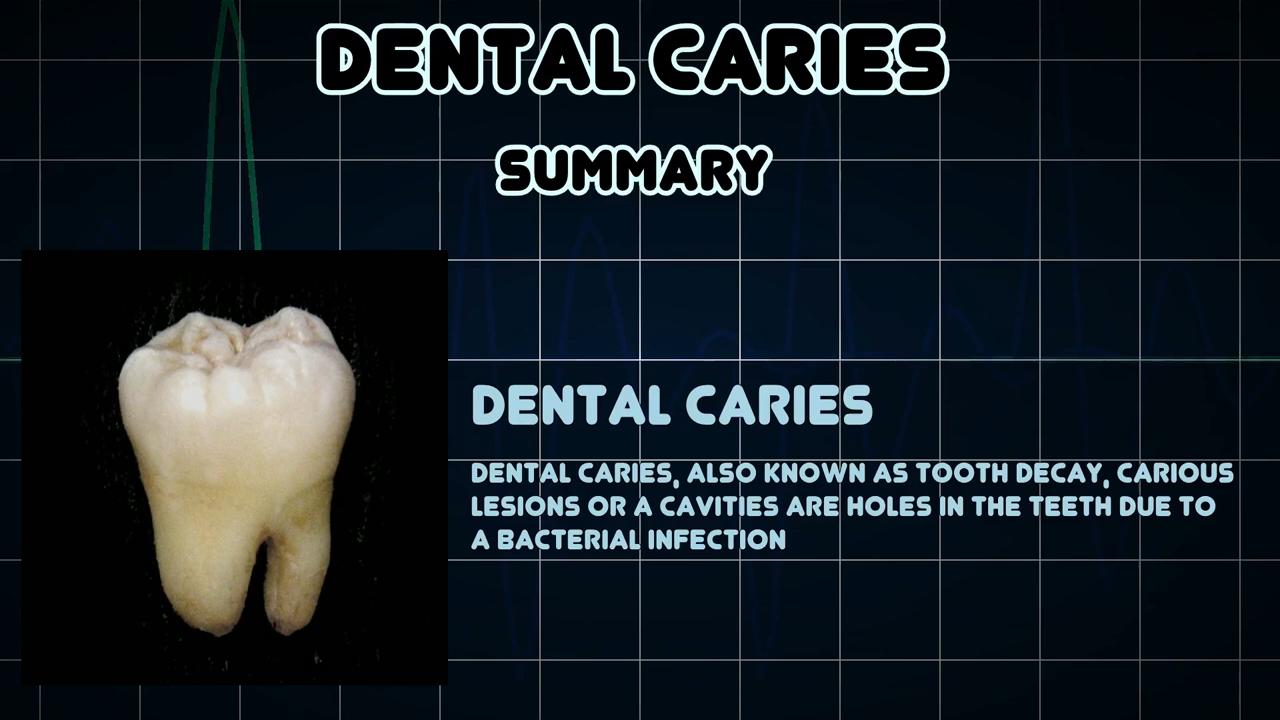 DENTAL CARIES
SUMMARY
DENTAL CARIES
DENTAL CARIES, ALSO KNOWN AS TOOTH DECAY, CARIOUS
LESIONS OR A CAVITIES ARE HOLES IN THE TEETH DUE TO
A BACTERIAL INFECTION